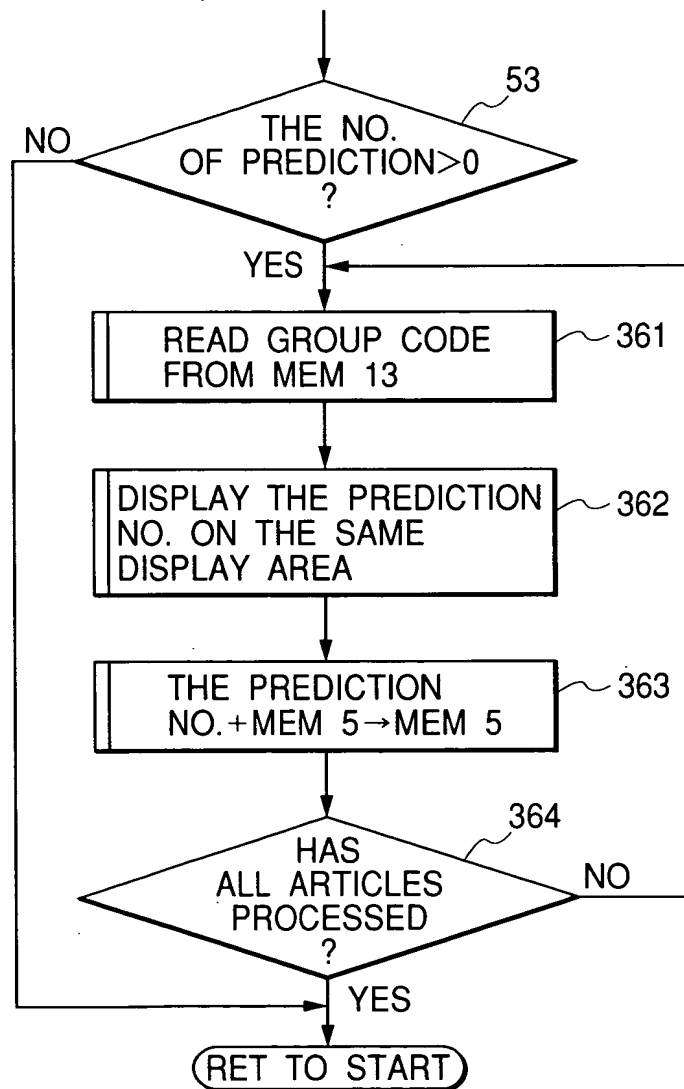 53
THE NO.
NO
OF PREDICTION>0
?
YES
READ GROUP CODE
FROM MEM 13
361
DISPLAY THE PREDICTION
NO. ON THE SAME
DISPLAY AREA
362
THE PREDICTION
NO.+MEM 5→MEM 5
363
364
HAS
ALL ARTICLES
PROCESSED
?
NO
YES
RET TO START